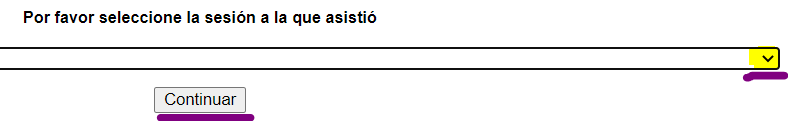 Por favor seleccione la sesión a la que asistió
Continuar